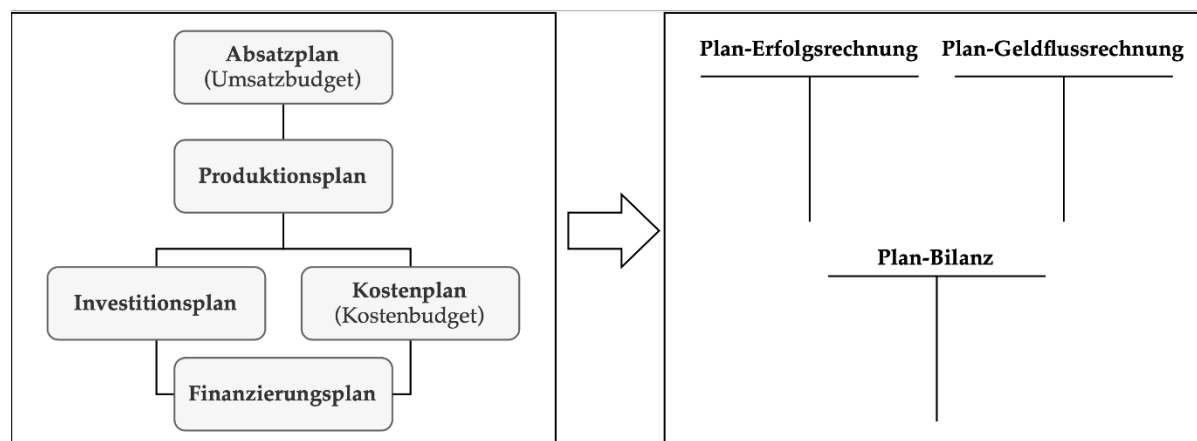 Absatzplan
(Umsatzbudget)
Produktionsplan
Investitionsplan
Kostenplan
(Kostenbudget)
Finanzierungsplan
Plan-Erfolgsrechnung
Plan-Geldflussrechnung
Plan-Bilanz